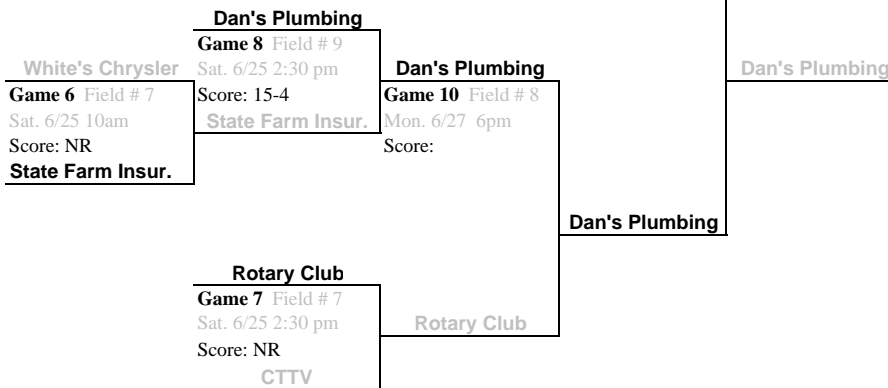 Dan's Plumbing
Game 8 Field # 9
White's Chrysler
Sat. 6/25 2:30 pm
Dan's Plumbing
Dan's Plumbing
Game 6 Field # 7
Score: 15-4
Game 10 Field # 8
Sat. 6/25 10am
State Farm Insur.
Mon. 6/27 6pm
Score: NR
Score:
State Farm Insur.
Dan's Plumbing
Rotary Club
Game 7 Field # 7
Sat. 6/25 2:30 pm
Rotary Club
Score: NR
CTTV